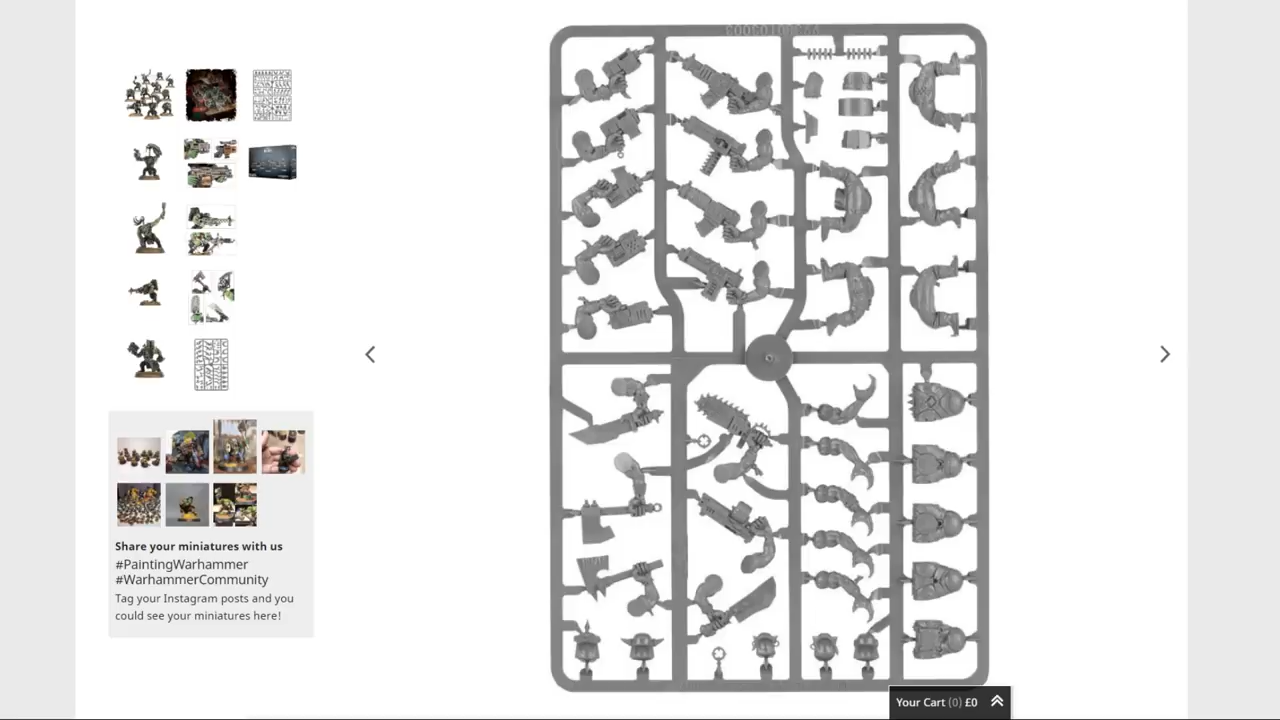 Share your miniatures with us
#PaintingWarhammer
#WarhammerCommunity
Tag your Instagram posts and you
could see your miniatures here!
Your Cart (0) £0